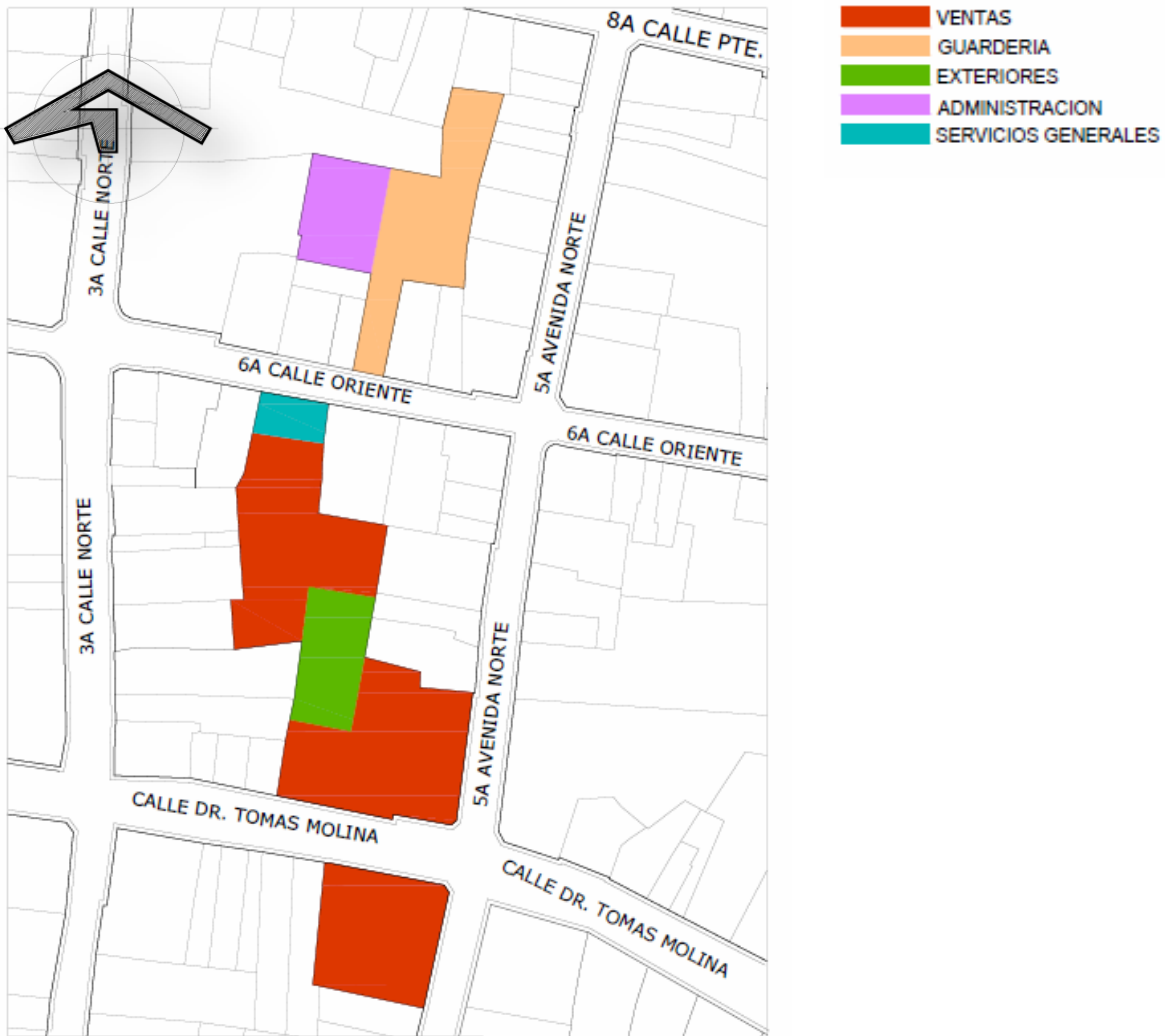 8A CALLE PTE.
VENTAS
GUARDERIA
EXTERIORES
ADMINISTRACION
SERVICIOS GENERALES
3A CALLE NORTE
5A AVENIDA NORTE
6A CALLE ORIENTE
6A CALLE ORIENTE
3A CALLE NORTE
5A AVENIDA NORTE
CALLE DR. TOMAS MOLINA
CALLE DR. TOMAS MOLINA